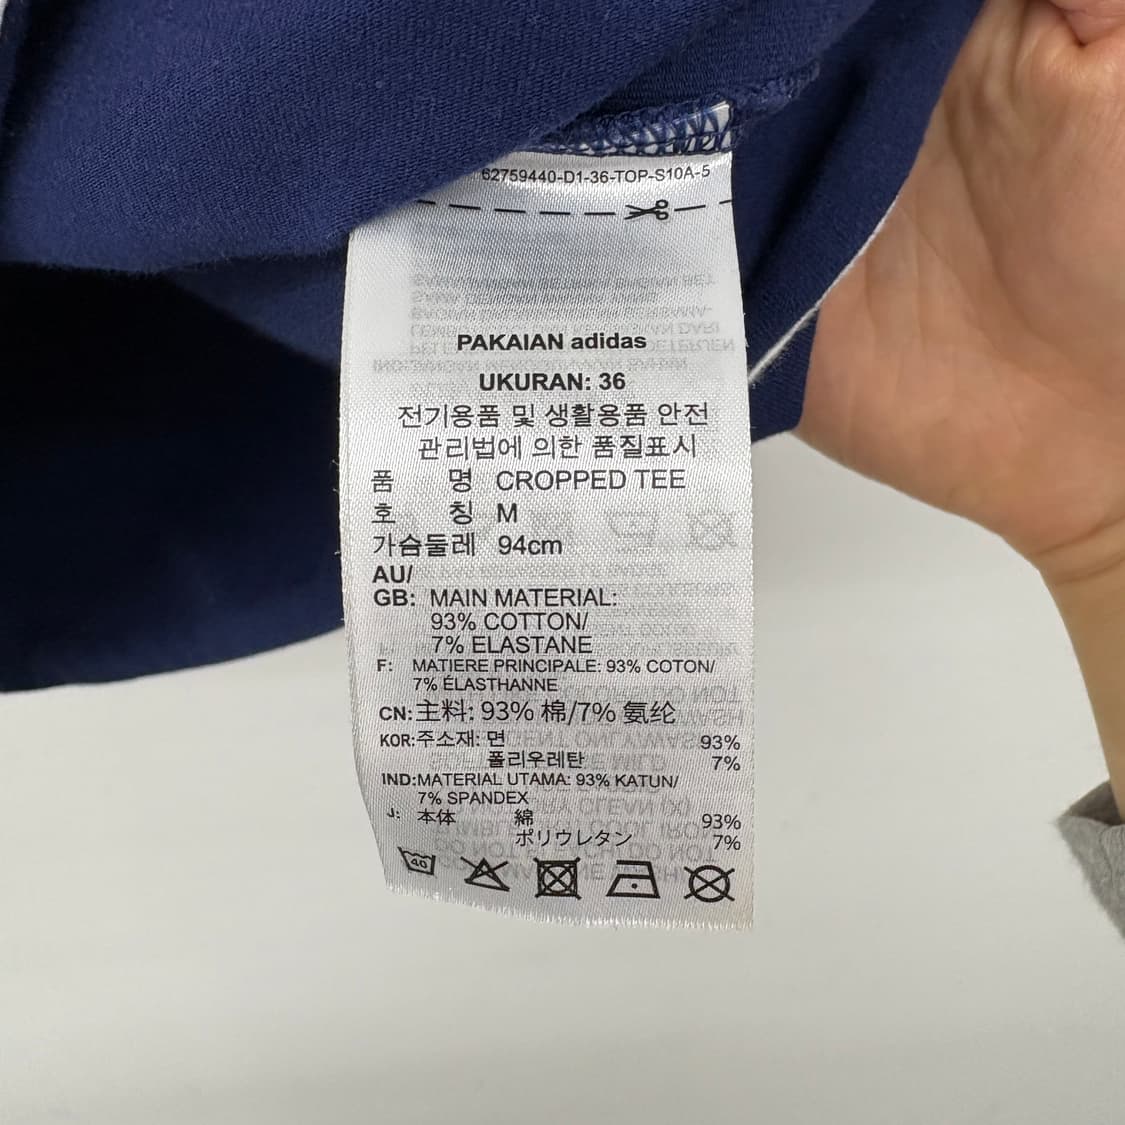 62759440-D1-36-TOP-S10A-5
PAKAIAN adidas
UKURAN: 36
전기용품 및 생활용품 안전
관리법에 의한 품질표시
품 명 CROPPED TEE
호 칭 M
가슴둘레 94cm
AU/
GB: MAIN MATERIAL:
93% COTTON/
7% ELASTANE
F: MATIERE PRINCIPALE: 93% COTON/
7% ÉLASTHANNE
CN:主料: 93% 棉/7% 氨纶
KOR:주소재: 면 93%
폴리우레탄 7%
IND:MATERIAL UTAMA: 93% KATUN/
7% SPANDEX
J: 本体 綿 93%
ポリウレタン 7%
40